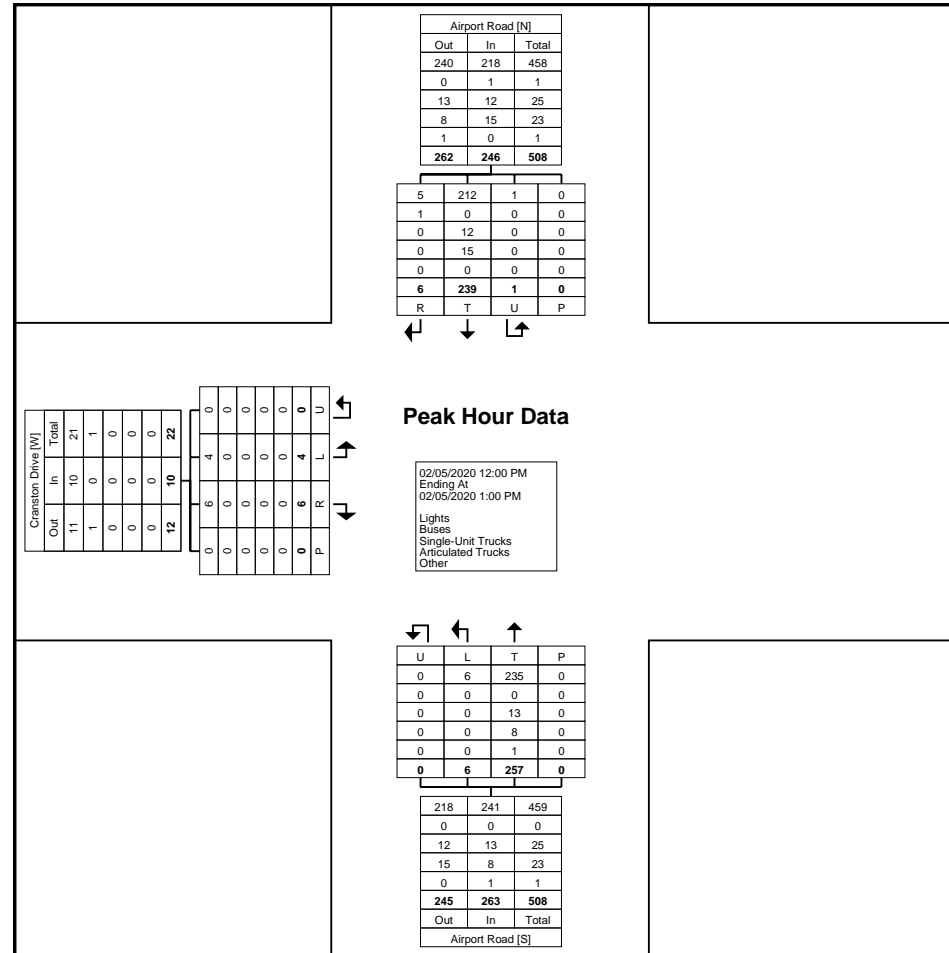 Airport Road [N]
Out In Total
240 218 458
0 1 1
13 12 25
8 15 23
1 0 1
262 246 508
5 212 1 0
1 0 0 0
0 12 0 0
0 15 0 0
0 0 0 0
6 239 1 0
R T U P
Cranston Drive [W]
Out In Total
11 10 21
1 0 1
0 0 0
0 0 0
0 0 0
12 10 22
0 6 4 0
0 0 0 0
0 0 0 0
0 0 0 0
0 0 0 0
0 6 4 0
P R L U
Peak Hour Data
02/05/2020 12:00 PM
Ending At
02/05/2020 1:00 PM
Lights
Buses
Single-Unit Trucks
Articulated Trucks
Other
U L T P
0 6 235 0
0 0 0 0
0 0 13 0
0 0 8 0
0 0 1 0
0 6 257 0
218 241 459
0 0 0
12 13 25
15 8 23
0 1 1
245 263 508
Out In Total
Airport Road [S]